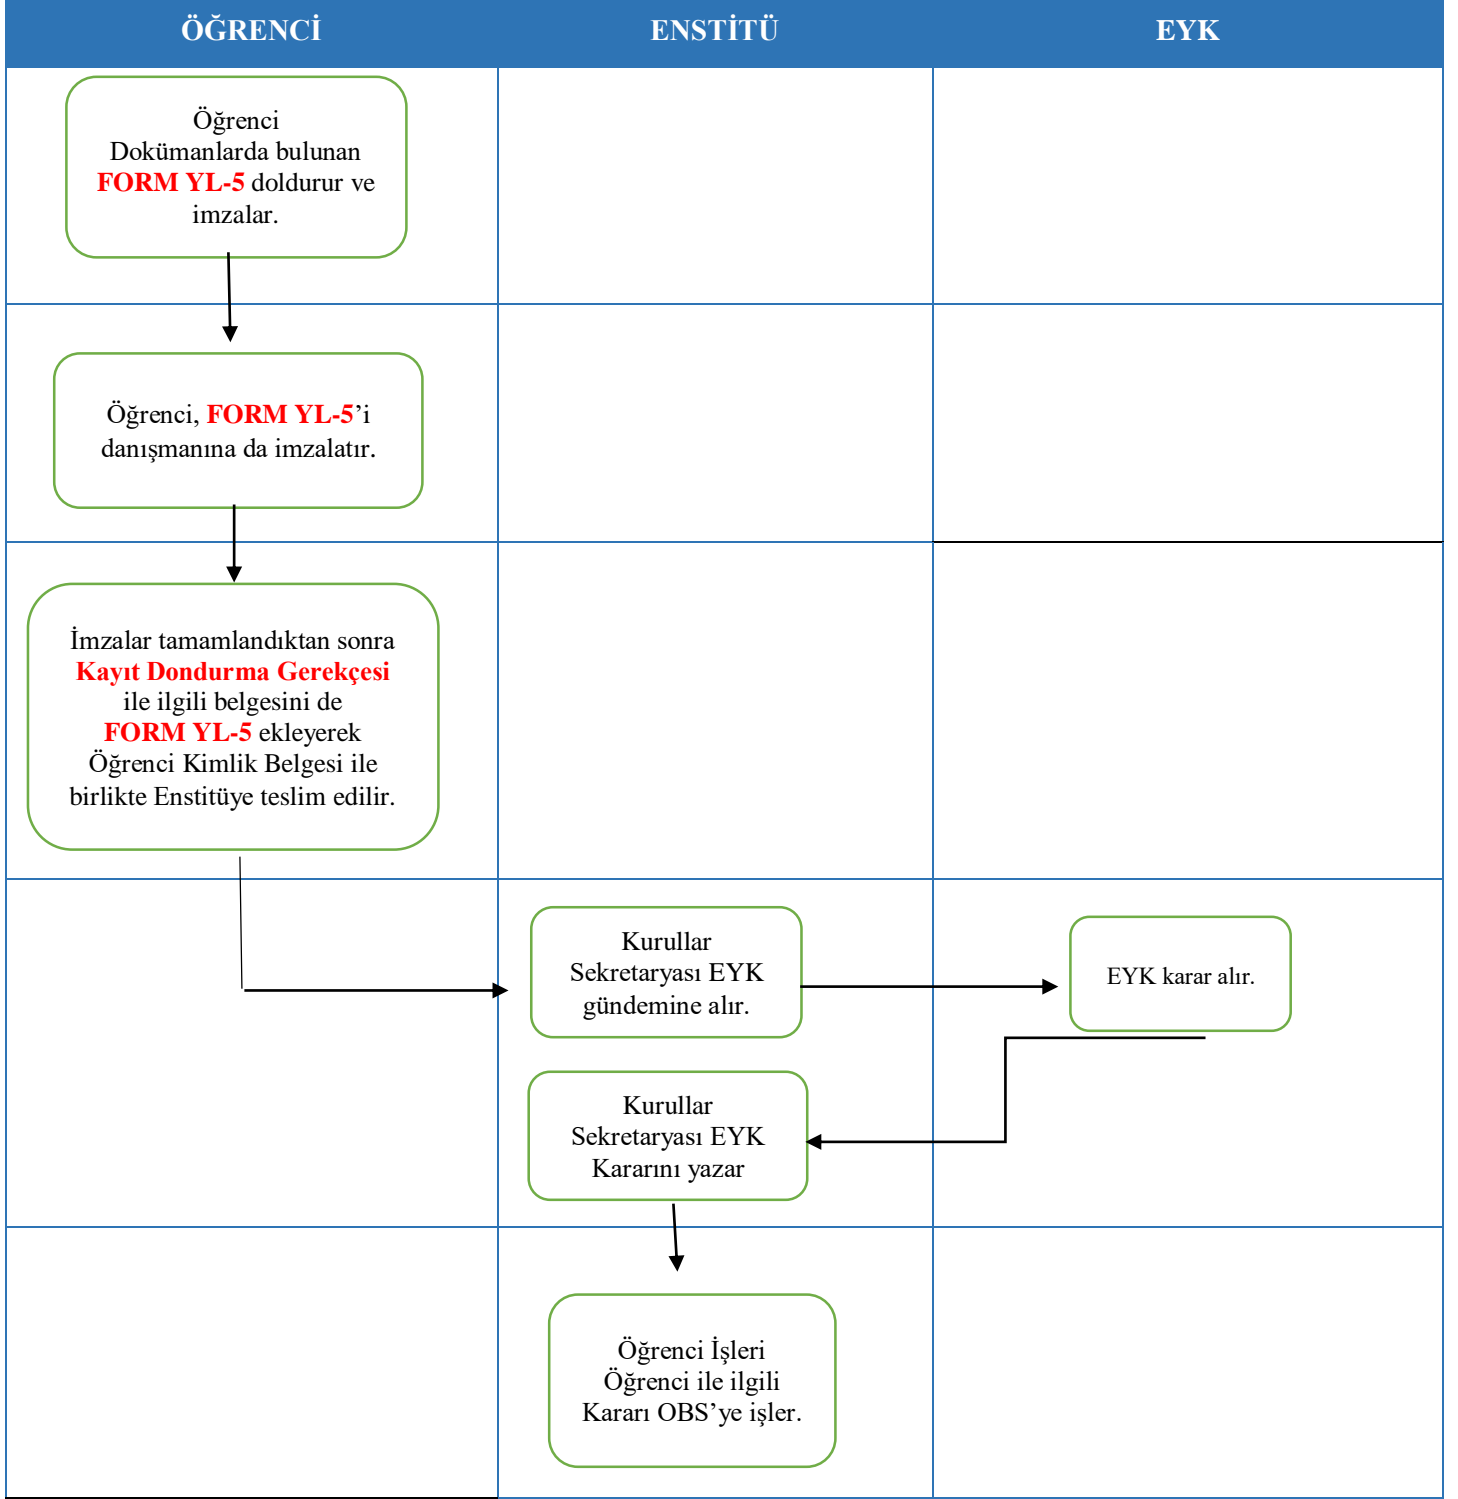 ÖĞRENCİ
ENSTİTÜ
EYK
Öğrenci
Dokümanlarda bulunan
FORM YL-5 doldurur ve
imzalar.
Öğrenci, FORM YL-5’i
danışmanına da imzalatır.
İmzalar tamamlandıktan sonra
Kayıt Dondurma Gerekçesi
ile ilgili belgesini de
FORM YL-5 ekleyerek
Öğrenci Kimlik Belgesi ile
birlikte Enstitüye teslim edilir.
Kurullar
Sekretaryası EYK
gündemine alır.
EYK karar alır.
Kurullar
Sekretaryası EYK
Kararını yazar
Öğrenci İşleri
Öğrenci ile ilgili
Kararı OBS’ye işler.